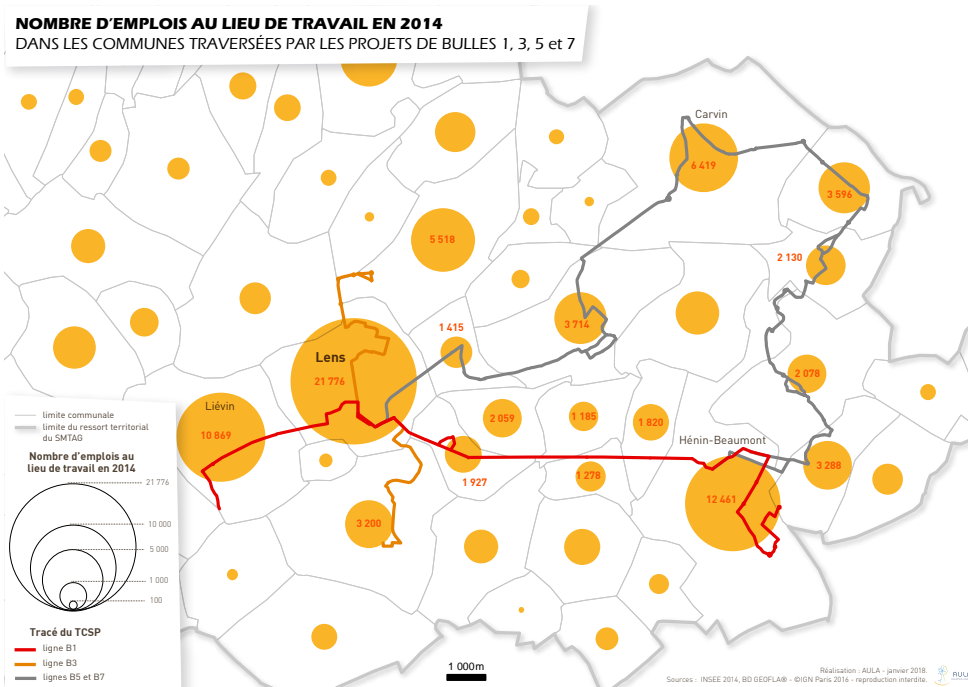 NOMBRE D'EMPLOIS AU LIEU DE TRAVAIL EN 2014
DANS LES COMMUNES TRAVERSÉES PAR LES PROJETS DE BULLES 1, 3, 5 et 7
Carvin
6 419
3 596
5 518
2 130
3 714
1 415
Lens
21 776
2 078
Liévin
10 869
2 059
1 185
1 820
Hénin-Beaumont
3 288
1 927
1 278
12 461
3 200
limite communale
limite du ressort territorial
du SMTAG
Nombre d'emplois au
lieu de travail en 2014
21 776
10 000
5 000
1 000
100
Tracé du TCSP
ligne B1
ligne B3
lignes B5 et B7
1 000m
Réalisation : AULA - janvier 2018.
Sources : INSEE 2014, BD GEOFLA® - ©IGN Paris 2016 - reproduction interdite.